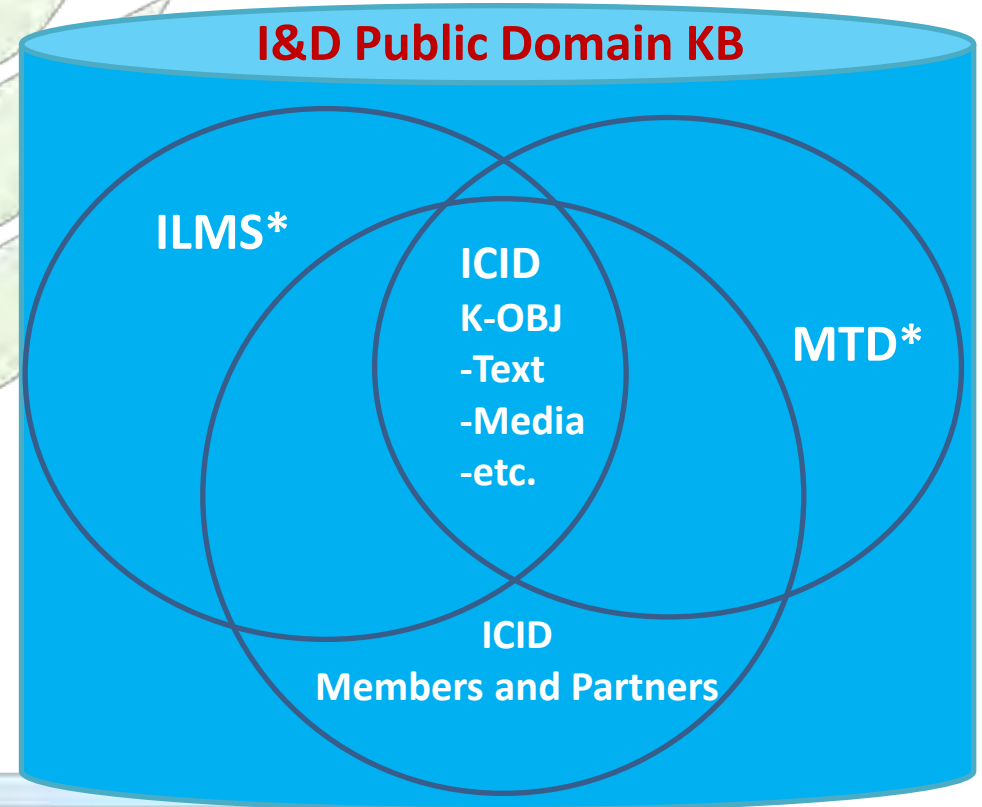 I&D Public Domain KB
ILMS*
ICID
K-OBJ
-Text
-Media
-etc.
MTD*
ICID
Members and Partners